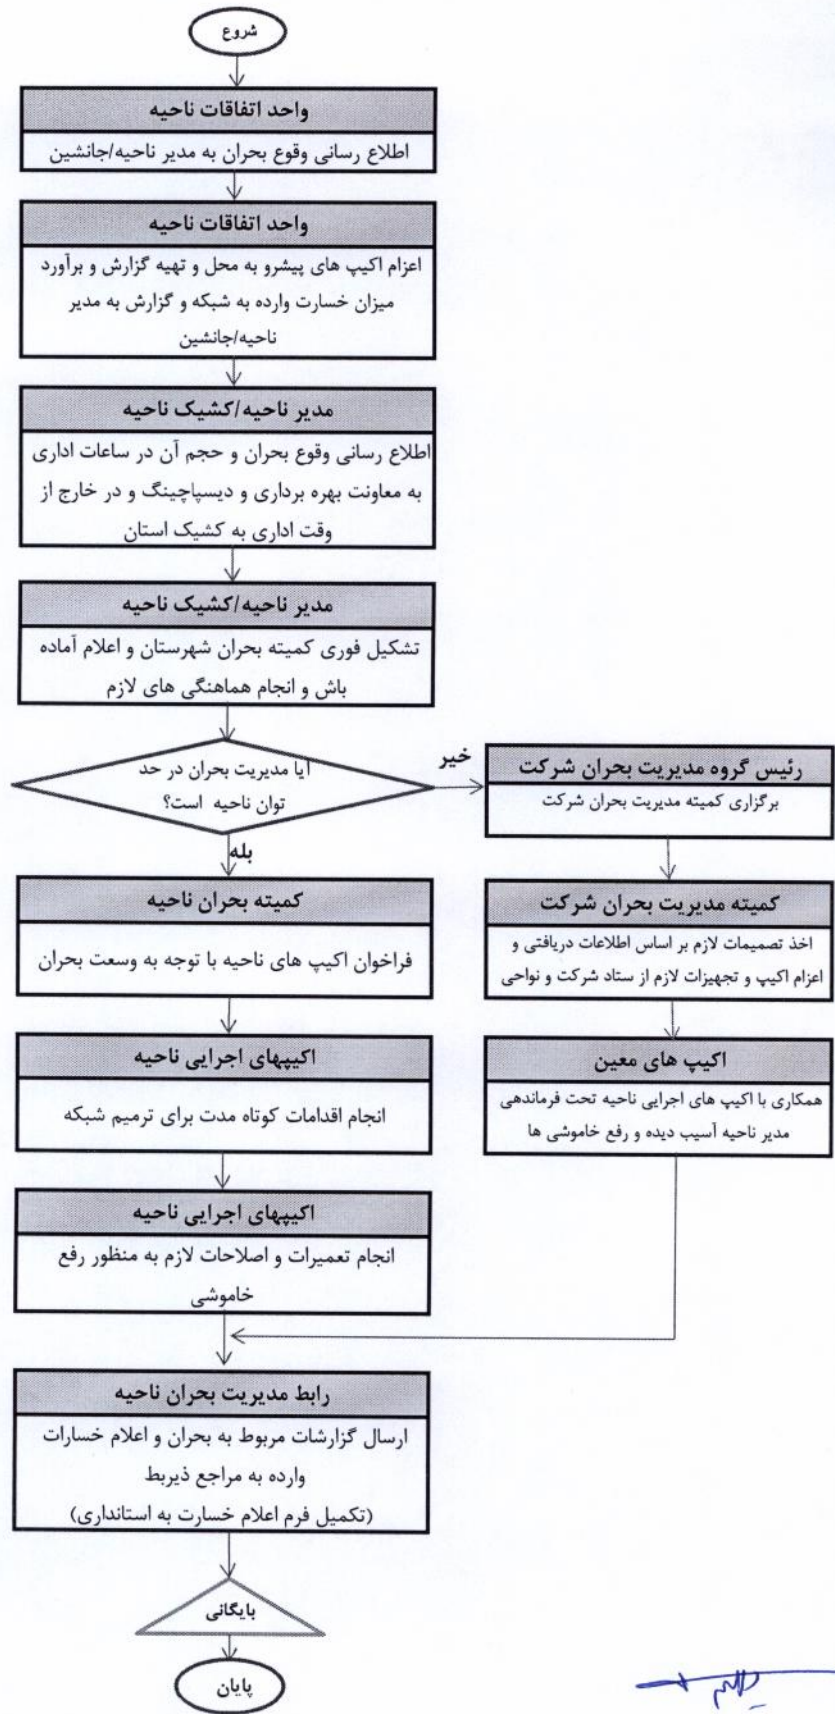 شروع
واحد اتفاقات ناحیه
اطلاع رسانی وقوع بحران به مدیر ناحیه/جانشین
واحد اتفاقات ناحیه
اعزام اکیپ های پیشرو به محل و تهیه گزارش و برآورد
میزان خسارت وارده به شبکه و گزارش به مدیر
ناحیه/جانشین
مدیر ناحیه/کشیک ناحیه
اطلاع رسانی وقوع بحران و حجم آن در ساعات اداری
به معاونت بهره برداری و دیسپاچینگ و در خارج از
وقت اداری به کشیک استان
مدیر ناحیه/کشیک ناحیه
تشکیل فوری کمیته بحران شهرستان و اعلام آماده
باش و انجام هماهنگی های لازم
آیا مدیریت بحران در حد
توان ناحیه است؟
خیر
رئیس گروه مدیریت بحران شرکت
برگزاری کمیته مدیریت بحران شرکت
کمیته مدیریت بحران شرکت
اخذ تصمیمات لازم بر اساس اطلاعات دریافتی و
اعزام اکیپ و تجهیزات لازم از ستاد شرکت و نواحی
اکیپ های معین
همکاری با اکیپ های اجرایی ناحیه تحت فرماندهی
مدیر ناحیه آسیب دیده و رفع خاموشی ها
بله
کمیته بحران ناحیه
فراخوان اکیپ های ناحیه با توجه به وسعت بحران
اکیپهای اجرایی ناحیه
انجام اقدامات کوتاه مدت برای ترمیم شبکه
اکیپهای اجرایی ناحیه
انجام تعمیرات و اصلاحات لازم به منظور رفع
خاموشی
رابط مدیریت بحران ناحیه
ارسال گزارشات مربوط به بحران و اعلام خسارات
وارده به مراجع ذیربط
(تکمیل فرم اعلام خسارت به استانداری)
بایگانی
پایان